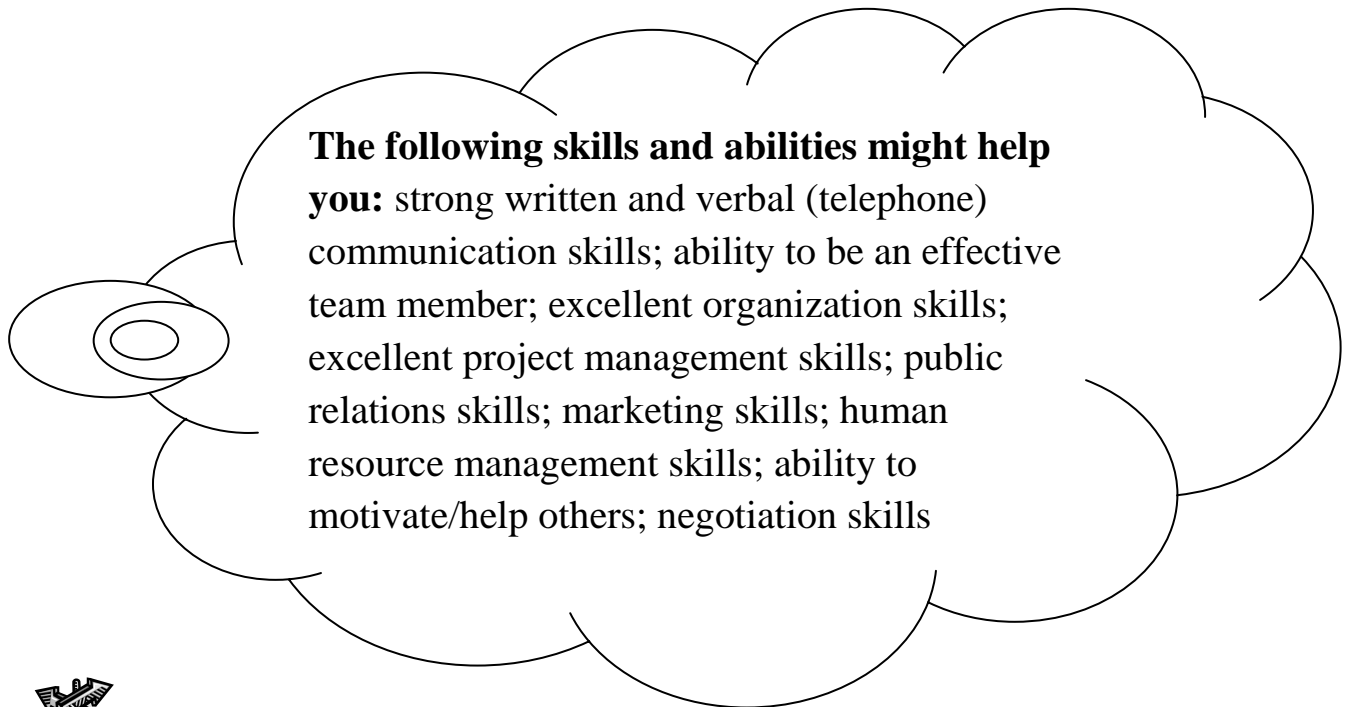 The following skills and abilities might help
you: strong written and verbal (telephone)
communication skills; ability to be an effective
team member; excellent organization skills;
excellent project management skills; public
relations skills; marketing skills; human
resource management skills; ability to
motivate/help others; negotiation skills